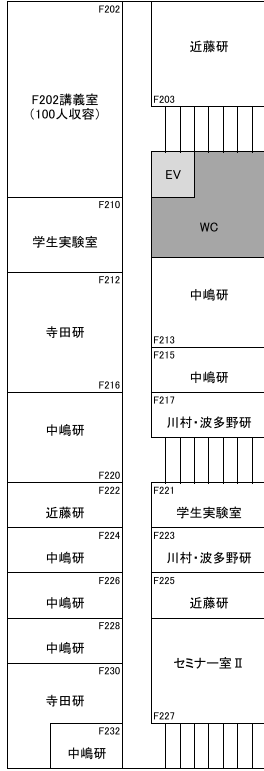 F202
F202講義室
（100人収容）
F210
学生実験室
F212
寺田研
F216
中嶋研
F220
F222
近藤研
F224
中嶋研
F226
中嶋研
F228
中嶋研
F230
寺田研
F232
中嶋研
近藤研
F203
EV
WC
中嶋研
F213
F215
中嶋研
F217
川村・波多野研
F221
学生実験室
F223
川村・波多野研
F225
近藤研
セミナー室Ⅱ
F227